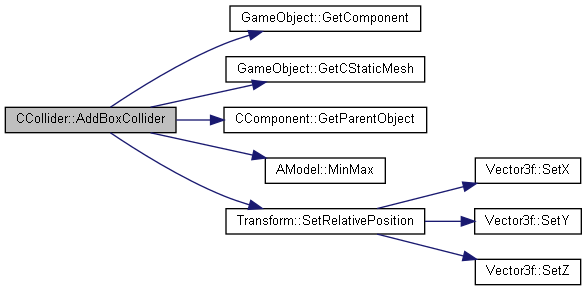 GameObject::GetComponent
GameObject::GetCStaticMesh
CCollider::AddBoxCollider
CComponent::GetParentObject
AModel::MinMax
Vector3f::SetX
Transform::SetRelativePosition
Vector3f::SetY
Vector3f::SetZ